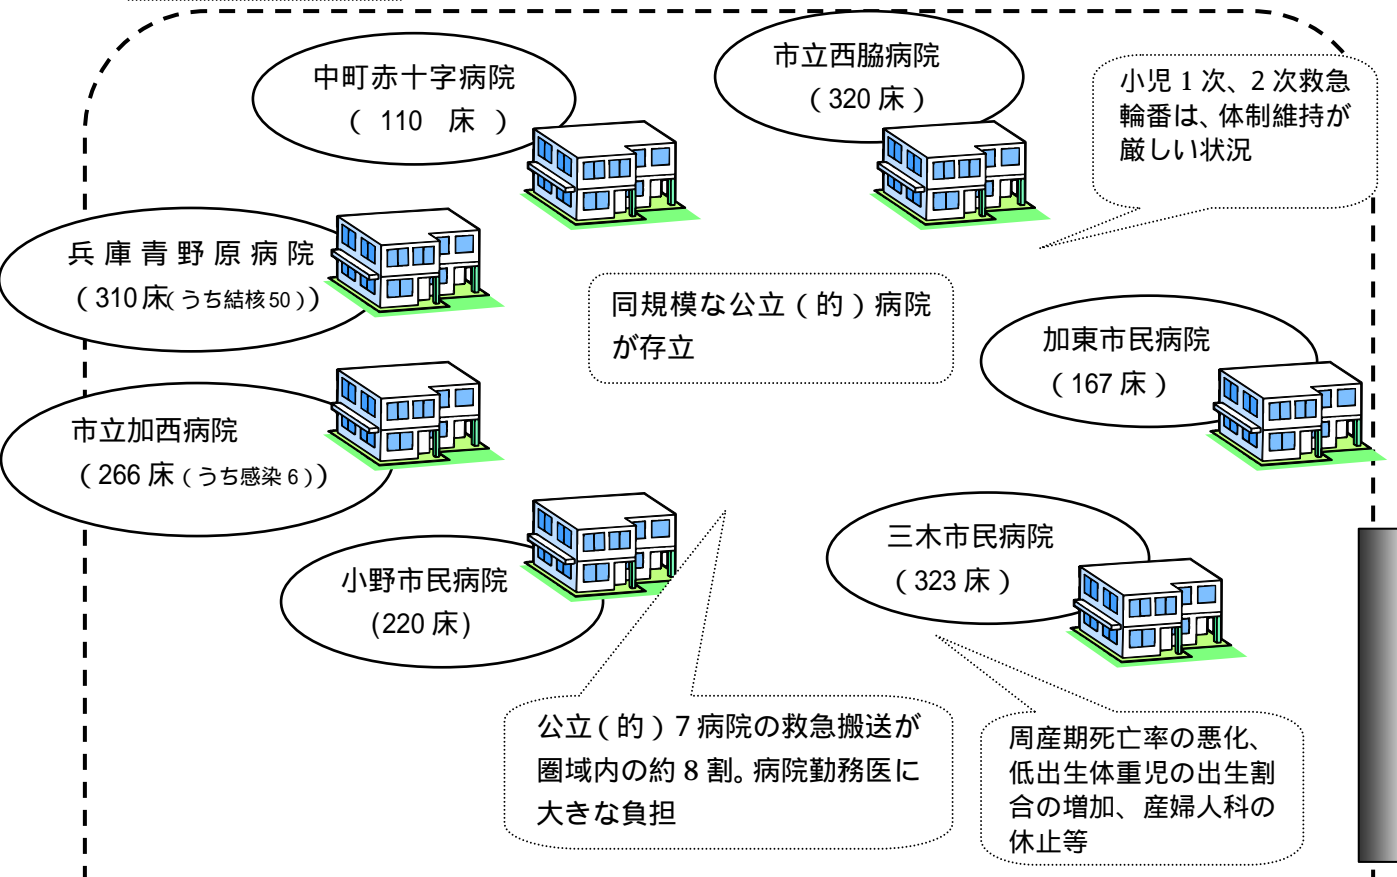 中町赤十字病院
( 110 床 )
市立西脇病院
(320 床)
小児 1 次、2 次救急
輪番は、体制維持が
厳しい状況
兵庫青野原病院
(310 床(うち結核 50))
同規模な公立(的)病院
が存立
加東市民病院
(167 床)
市立加西病院
(266 床(うち感染 6))
小野市民病院
(220 床)
三木市民病院
(323 床)
公立(的)7 病院の救急搬送が
圏域内の約 8 割。病院勤務医に
大きな負担
周産期死亡率の悪化、
低出生体重児の出生割
合の増加、産婦人科の
休止等